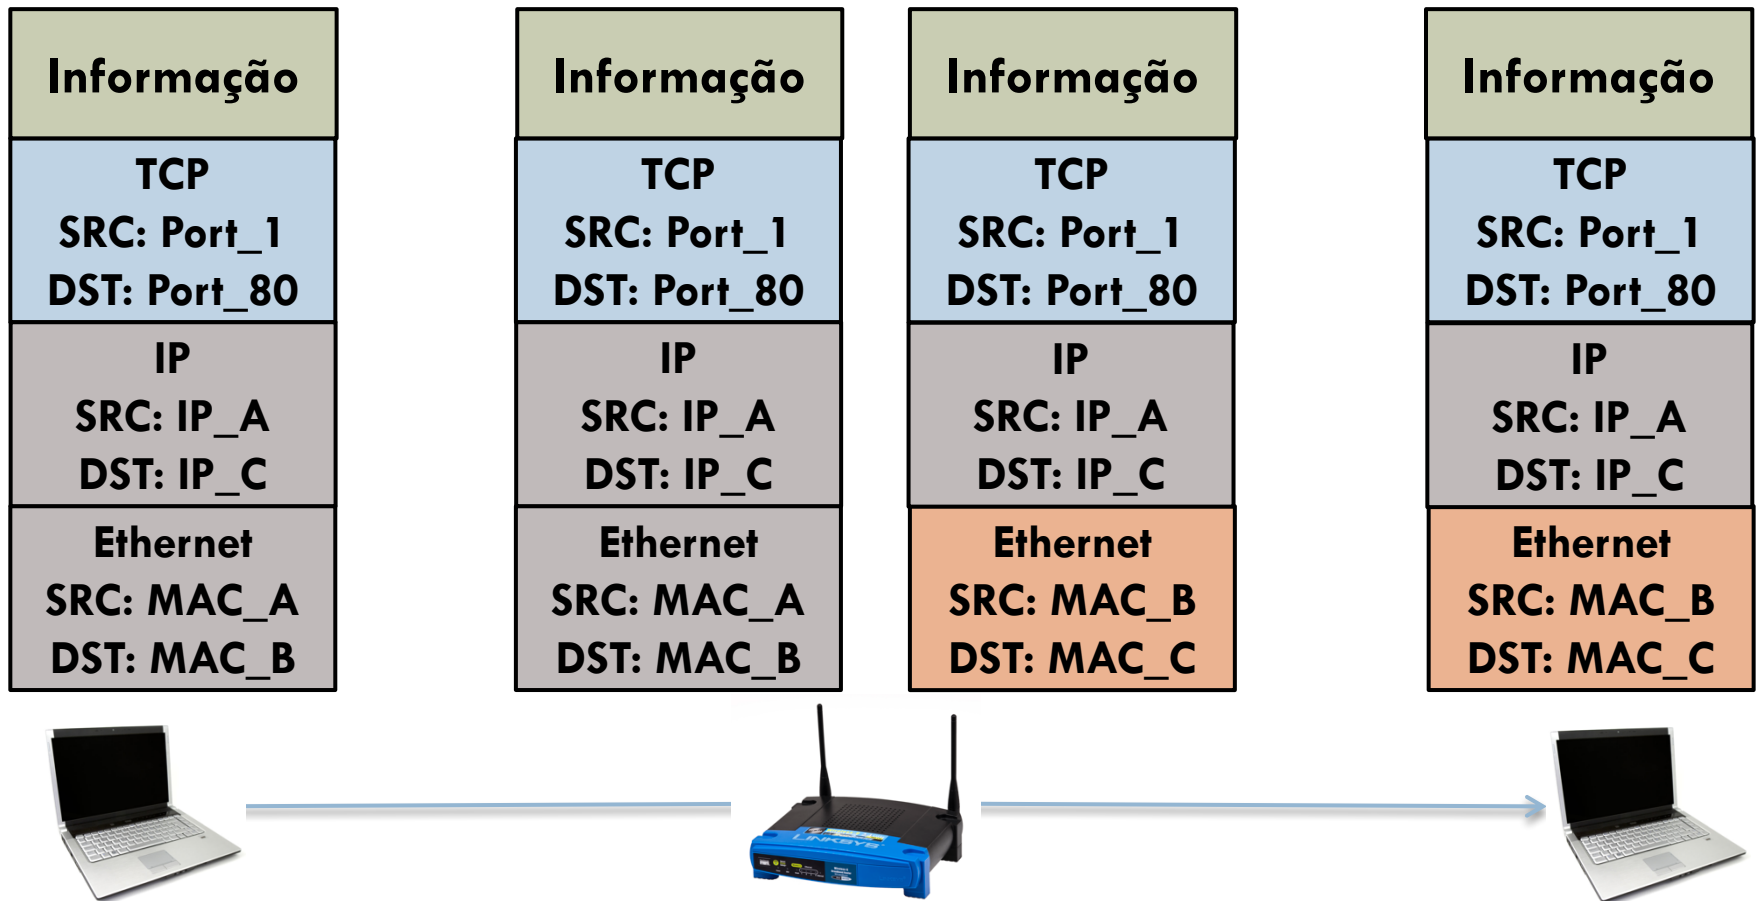 Informação
TCP
SRC: Port_1
DST: Port_80
IP
SRC: IP_A
DST: IP_C
Ethernet
SRC: MAC_A
DST: MAC_B
Informação
TCP
SRC: Port_1
DST: Port_80
IP
SRC: IP_A
DST: IP_C
Ethernet
SRC: MAC_A
DST: MAC_B
Informação
TCP
SRC: Port_1
DST: Port_80
IP
SRC: IP_A
DST: IP_C
Ethernet
SRC: MAC_B
DST: MAC_C
Informação
TCP
SRC: Port_1
DST: Port_80
IP
SRC: IP_A
DST: IP_C
Ethernet
SRC: MAC_B
DST: MAC_C
LINKSYS